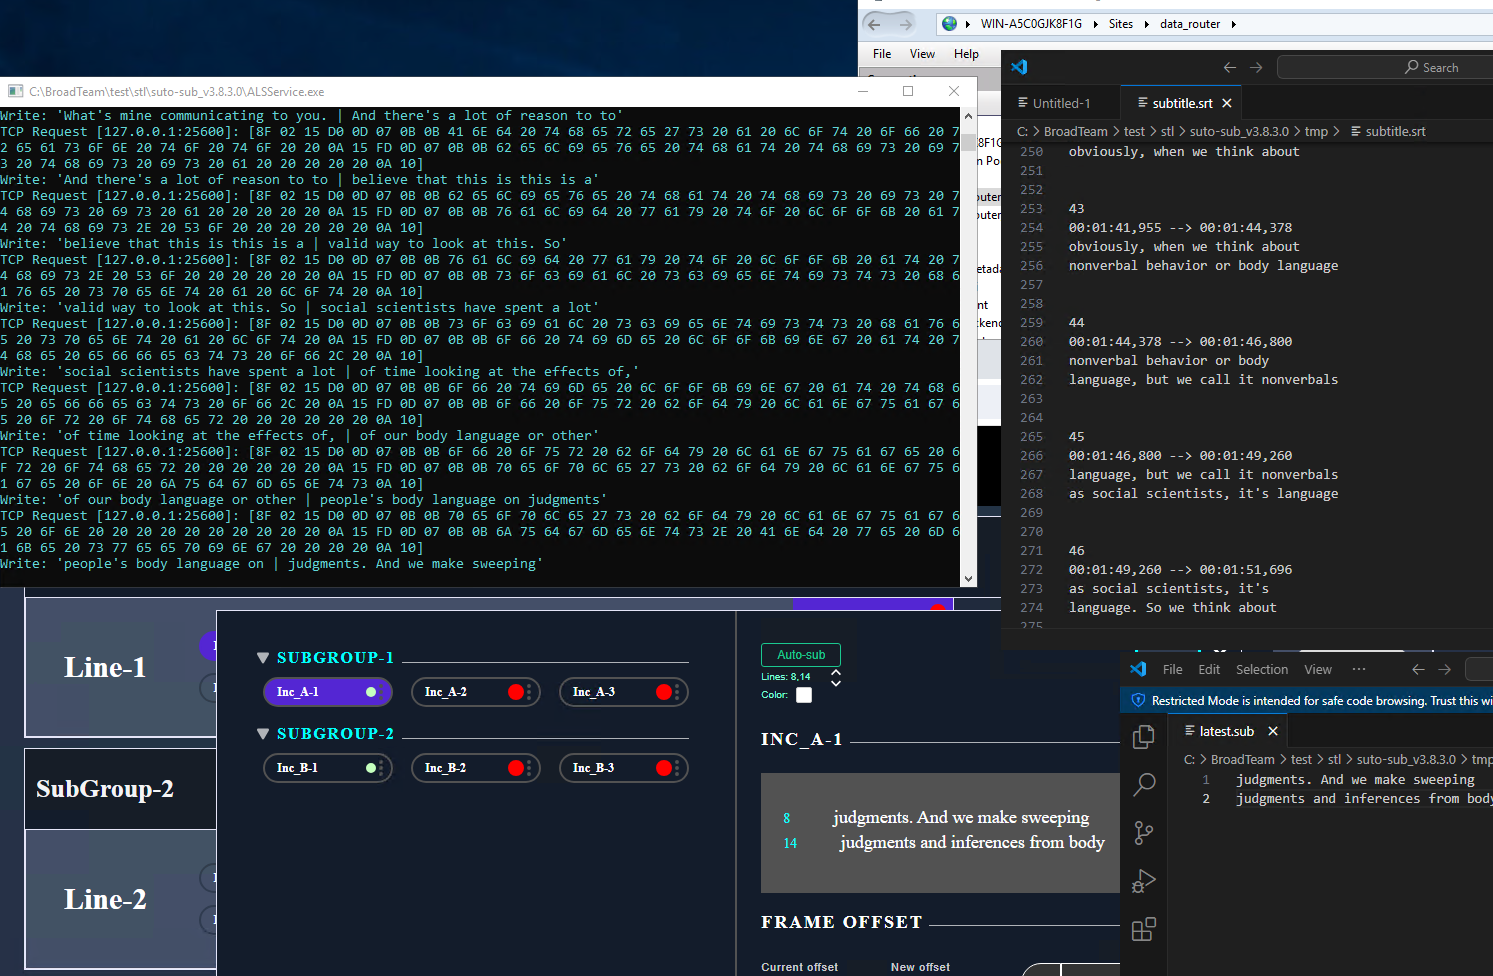 WIN-A5C0GJK8F1G
Sites
data_router
File View Help
C:\BroadTeam\test\stl\suto-sub_v3.8.3.0\ALSService.exe
Write: 'What's mine communicating to you. | And there's a lot of reason to to'
TCP Request [127.0.0.1:25600]: [8F 02 15 D0 0D 07 0B 0B 41 6E 64 20 74 68 65 72 65 27 73 20 61 20 6C 6F 74 20 6F 66 20 7
2 65 61 73 6F 6E 20 74 6F 20 74 6F 20 20 0A 15 FD 0D 07 0B 0B 62 65 6C 69 65 76 65 20 74 68 61 74 20 74 68 69 73 20 69 7
3 20 74 68 69 73 20 69 73 20 61 20 20 20 20 20 0A 10]
Write: 'And there's a lot of reason to to | believe that this is this is a'
TCP Request [127.0.0.1:25600]: [8F 02 15 D0 0D 07 0B 0B 62 65 6C 69 65 76 65 20 74 68 61 74 20 74 68 69 73 20 69 73 20 7
4 68 69 73 20 69 73 20 61 20 20 20 20 20 0A 15 FD 0D 07 0B 0B 76 61 6C 69 64 20 77 61 79 20 74 6F 20 6C 6F 6F 6B 20 61 7
4 20 74 68 69 73 2E 20 53 6F 20 20 20 20 20 20 0A 10]
Write: 'believe that this is this is a | valid way to look at this. So'
TCP Request [127.0.0.1:25600]: [8F 02 15 D0 0D 07 0B 0B 76 61 6C 69 64 20 77 61 79 20 74 6F 20 6C 6F 6F 6B 20 61 74 20 7
4 68 69 73 2E 20 53 6F 20 20 20 20 20 20 0A 15 FD 0D 07 0B 0B 73 6F 63 69 61 6C 20 73 63 69 65 6E 74 69 73 74 73 20 68 6
1 76 65 20 73 70 65 6E 74 20 61 20 6C 6F 74 20 0A 10]
Write: 'valid way to look at this. So | social scientists have spent a lot'
TCP Request [127.0.0.1:25600]: [8F 02 15 D0 0D 07 0B 0B 73 6F 63 69 61 6C 20 73 63 69 65 6E 74 69 73 74 73 20 68 61 76 6
5 20 73 70 65 6E 74 20 61 20 6C 6F 74 20 0A 15 FD 0D 07 0B 0B 6F 66 20 74 69 6D 65 20 6C 6F 6F 6B 69 6E 67 20 61 74 20 7
4 68 65 20 65 66 66 65 63 74 73 20 6F 66 2C 20 0A 10]
Write: 'social scientists have spent a lot | of time looking at the effects of,'
TCP Request [127.0.0.1:25600]: [8F 02 15 D0 0D 07 0B 0B 6F 66 20 74 69 6D 65 20 6C 6F 6F 6B 69 6E 67 20 61 74 20 74 68 6
5 20 65 66 66 65 63 74 73 20 6F 66 2C 20 0A 15 FD 0D 07 0B 0B 6F 66 20 6F 75 72 20 62 6F 64 79 20 6C 61 6E 67 75 61 67 6
5 20 6F 72 20 6F 74 68 65 72 20 20 20 20 20 20 0A 10]
Write: 'of time looking at the effects of, | of our body language or other'
TCP Request [127.0.0.1:25600]: [8F 02 15 D0 0D 07 0B 0B 6F 66 20 6F 75 72 20 62 6F 64 79 20 6C 61 6E 67 75 61 67 65 20 6
F 72 20 6F 74 68 65 72 20 20 20 20 20 20 0A 15 FD 0D 07 0B 0B 70 65 6F 70 6C 65 27 73 20 62 6F 64 79 20 6C 61 6E 67 75 6
1 67 65 20 6F 6E 20 6A 75 64 67 6D 65 6E 74 73 0A 10]
Write: 'of our body language or other | people's body language on judgments'
TCP Request [127.0.0.1:25600]: [8F 02 15 D0 0D 07 0B 0B 70 65 6F 70 6C 65 27 73 20 62 6F 64 79 20 6C 61 6E 67 75 61 67 6
5 20 6F 6E 20 20 20 20 20 20 20 20 20 20 0A 15 FD 0D 07 0B 0B 6A 75 64 67 6D 65 6E 74 73 2E 20 41 6E 64 20 77 65 20 6D 6
1 6B 65 20 73 77 65 65 70 69 6E 67 20 20 20 20 0A 10]
Write: 'people's body language on | judgments. And we make sweeping'
Search
Untitled-1
subtitle.srt
C: > BroadTeam > test > stl > suto-sub_v3.8.3.0 > tmp > subtitle.srt
250 obviously, when we think about
251
252
253 43
254 00:01:41,955 --> 00:01:44,378
255 obviously, when we think about
256 nonverbal behavior or body language
257
258
259 44
260 00:01:44,378 --> 00:01:46,800
261 nonverbal behavior or body
262 language, but we call it nonverbals
263
264
265 45
266 00:01:46,800 --> 00:01:49,260
267 language, but we call it nonverbals
268 as social scientists, it's language
269
270
271 46
272 00:01:49,260 --> 00:01:51,696
273 as social scientists, it's
274 language. So we think about
275
Line-1
SubGroup-2
Line-2
SUBGROUP-1
Inc_A-1
Inc_A-2
Inc_A-3
SUBGROUP-2
Inc_B-1
Inc_B-2
Inc_B-3
Auto-sub
Lines: 8,14
Color:
INC_A-1
8 judgments. And we make sweeping
14 judgments and inferences from body
FRAME OFFSET
Current offset New offset
File Edit Selection View ···
Restricted Mode is intended for safe code browsing. Trust this wi
latest.sub
C: > BroadTeam > test > stl > suto-sub_v3.8.3.0 > tmp
1 judgments. And we make sweeping
2 judgments and inferences from body